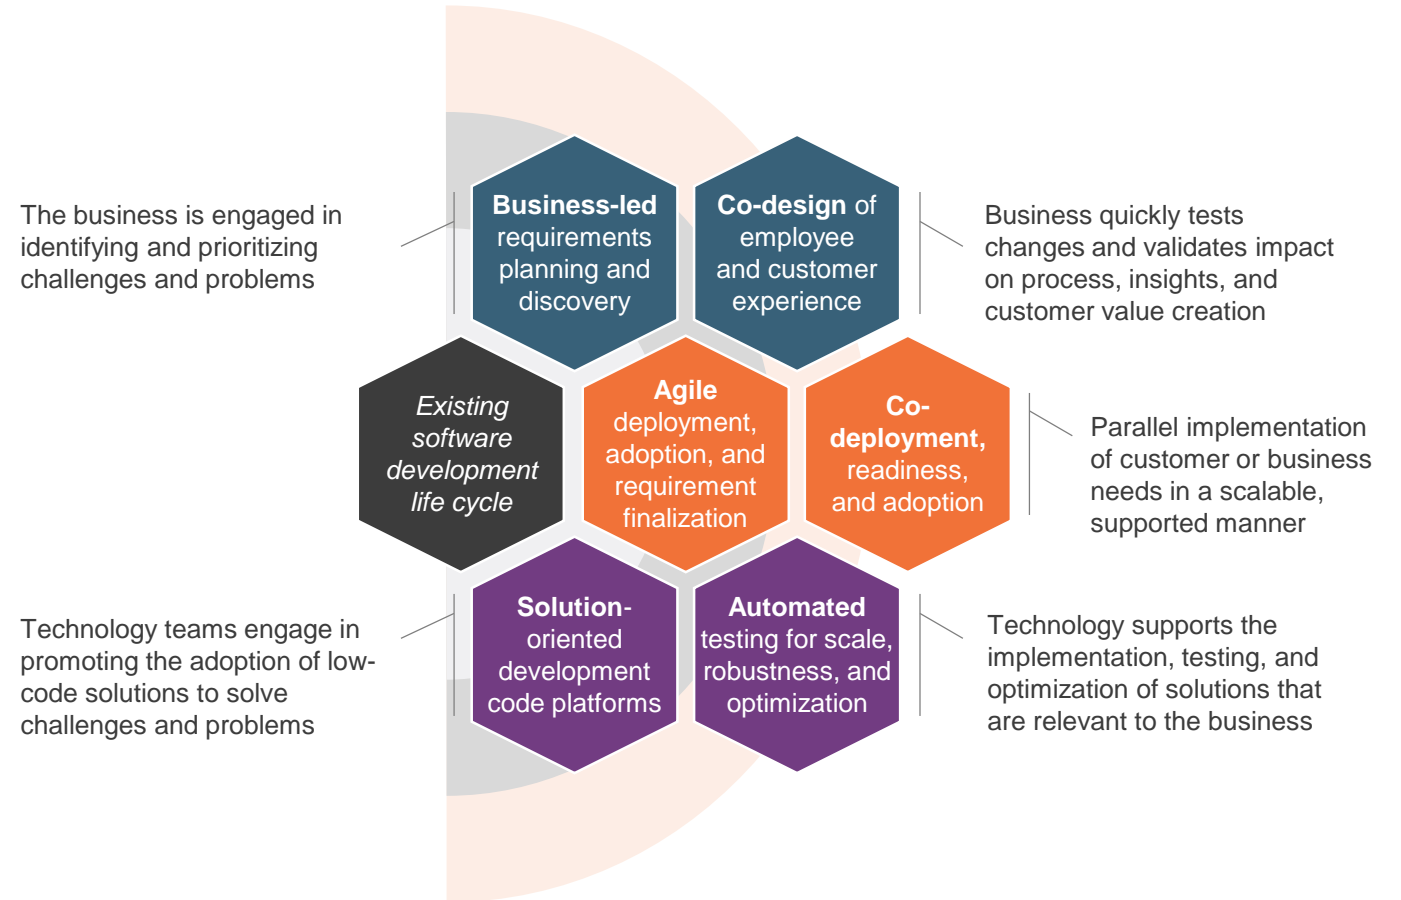 The business is engaged in
identifying and prioritizing
challenges and problems
Business-led
requirements
planning and
discovery
Co-design of
employee
and customer
experience
Business quickly tests
changes and validates impact
on process, insights, and
customer value creation
Existing
software
development
life cycle
Agile
deployment,
adoption, and
requirement
finalization
Co-
deployment,
readiness,
and adoption
Parallel implementation
of customer or business
needs in a scalable,
supported manner
Technology teams engage in
promoting the adoption of low-
code solutions to solve
challenges and problems
Solution-
oriented
development
code platforms
Automated
testing for scale,
robustness, and
optimization
Technology supports the
implementation, testing, and
optimization of solutions that
are relevant to the business